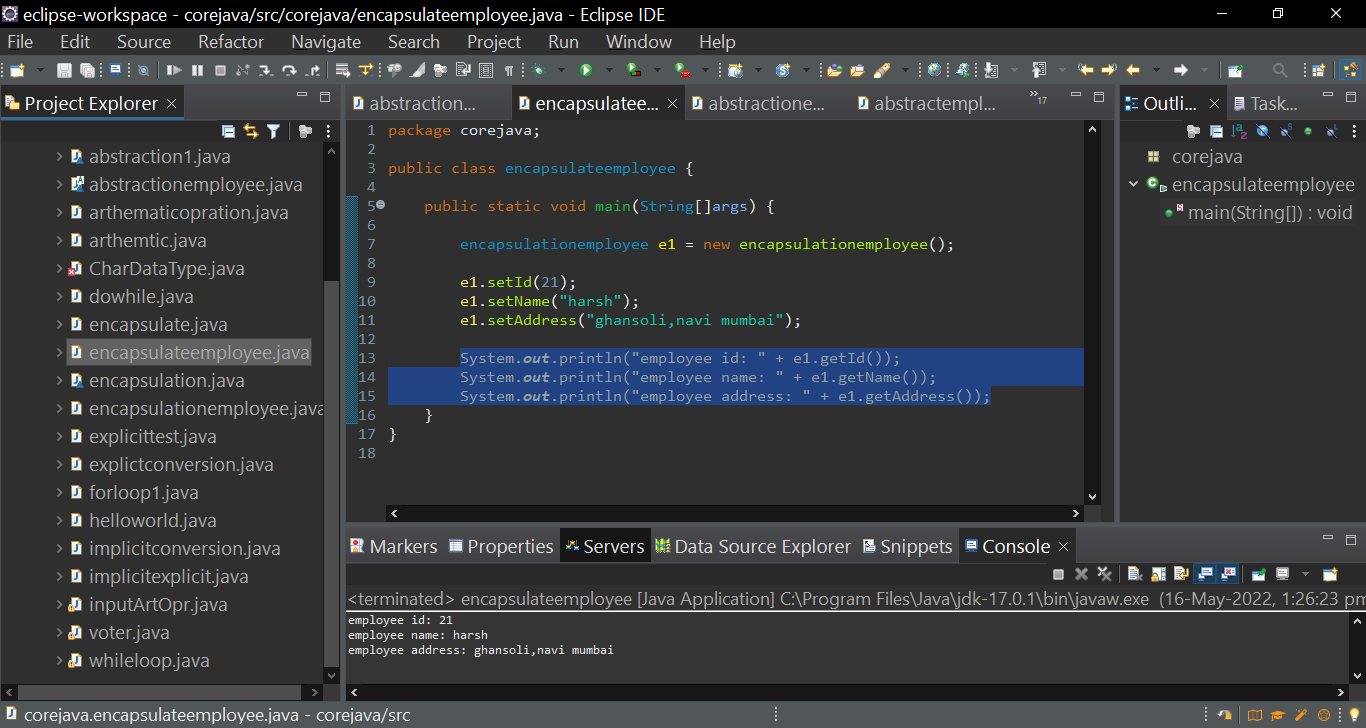 eclipse-workspace - corejava/src/corejava/encapsulateemployee.java - Eclipse IDE
File Edit Source Refactor Navigate Search Project Run Window Help
Project Explorer
abstraction1.java
abstractionemployee.java
arthematicopration.java
arthemtic.java
CharDataType.java
dowhile.java
encapsulate.java
encapsulateemployee.java
encapsulation.java
encapsulationemployee.java
explicittest.java
explictconversion.java
forloop1.java
helloworld.java
implicitconversion.java
implicitexplicit.java
inputArtOpr.java
voter.java
whileloop.java
abstraction... encapsulatee... abstractione... abstractempl... »17
1 package corejava;
2
3 public class encapsulateemployee {
4
5 public static void main(String[]args) {
6
7 encapsulationemployee e1 = new encapsulationemployee();
8
9 e1.setId(21);
10 e1.setName("harsh");
11 e1.setAddress("ghansoli,navi mumbai");
12
13 System.out.println("employee id: " + e1.getId());
14 System.out.println("employee name: " + e1.getName());
15 System.out.println("employee address: " + e1.getAddress());
16 }
17 }
18
Outli... Task...
corejava
encapsulateemployee
main(String[]) : void
Markers Properties Servers Data Source Explorer Snippets Console
<terminated> encapsulateemployee [Java Application] C:\Program Files\Java\jdk-17.0.1\bin\javaw.exe (16-May-2022, 1:26:23 pm
employee id: 21
employee name: harsh
employee address: ghansoli,navi mumbai
corejava.encapsulateemployee.java - corejava/src